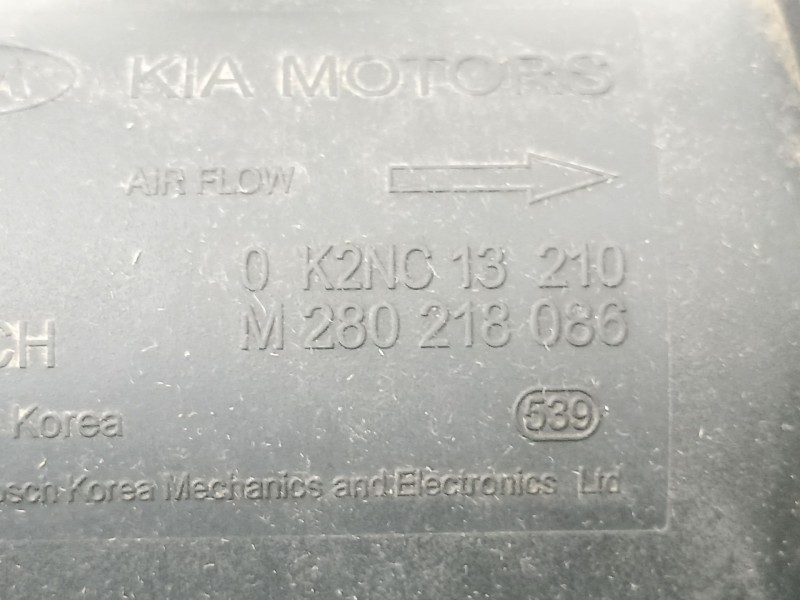 KIA MOTORS
AIR FLOW
0 K2NC 13 210
M 280 218 086
CH
Korea
539
osch Korea Mechanics and Electronics Ltd